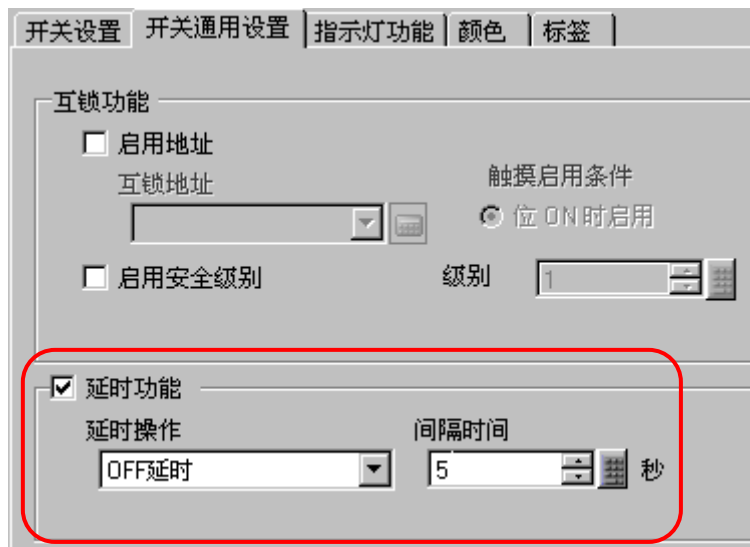 开关设置 开关通用设置 指示灯功能 颜色 标签
互锁功能
启用地址
互锁地址 触摸启用条件
位 ON 时启用
启用安全级别 级别 1
延时功能
延时操作 间隔时间
OFF延时 5 秒